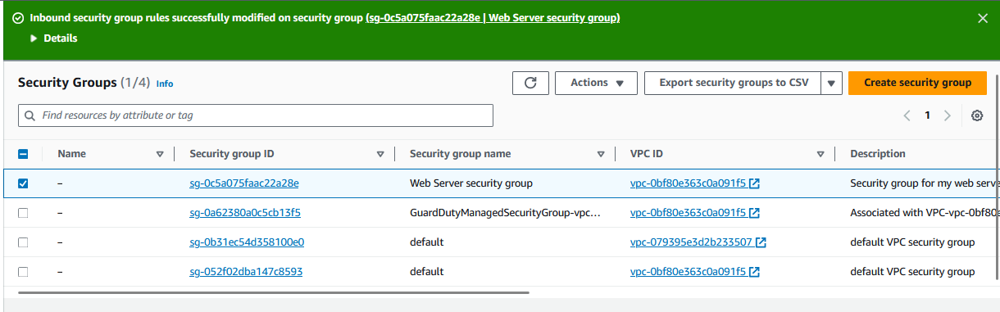 Inbound security group rules successfully modified on security group (sg-0c5a075faac22a28e | Web Server security group)
Details
Security Groups (1/4) Info
Actions
Export security groups to CSV
Create security group
Find resources by attribute or tag
1
Name Security group ID Security group name VPC ID Description
– sg-0c5a075faac22a28e Web Server security group vpc-0bf80e363c0a091f5 Security group for my web serve
– sg-0a62380a0c5cb13f5 GuardDutyManagedSecurityGroup-vpc... vpc-0bf80e363c0a091f5 Associated with VPC-vpc-0bf80e
– sg-0b31ec54d358100e0 default vpc-079395e3d2b233507 default VPC security group
– sg-052f02dba147c8593 default vpc-0bf80e363c0a091f5 default VPC security group